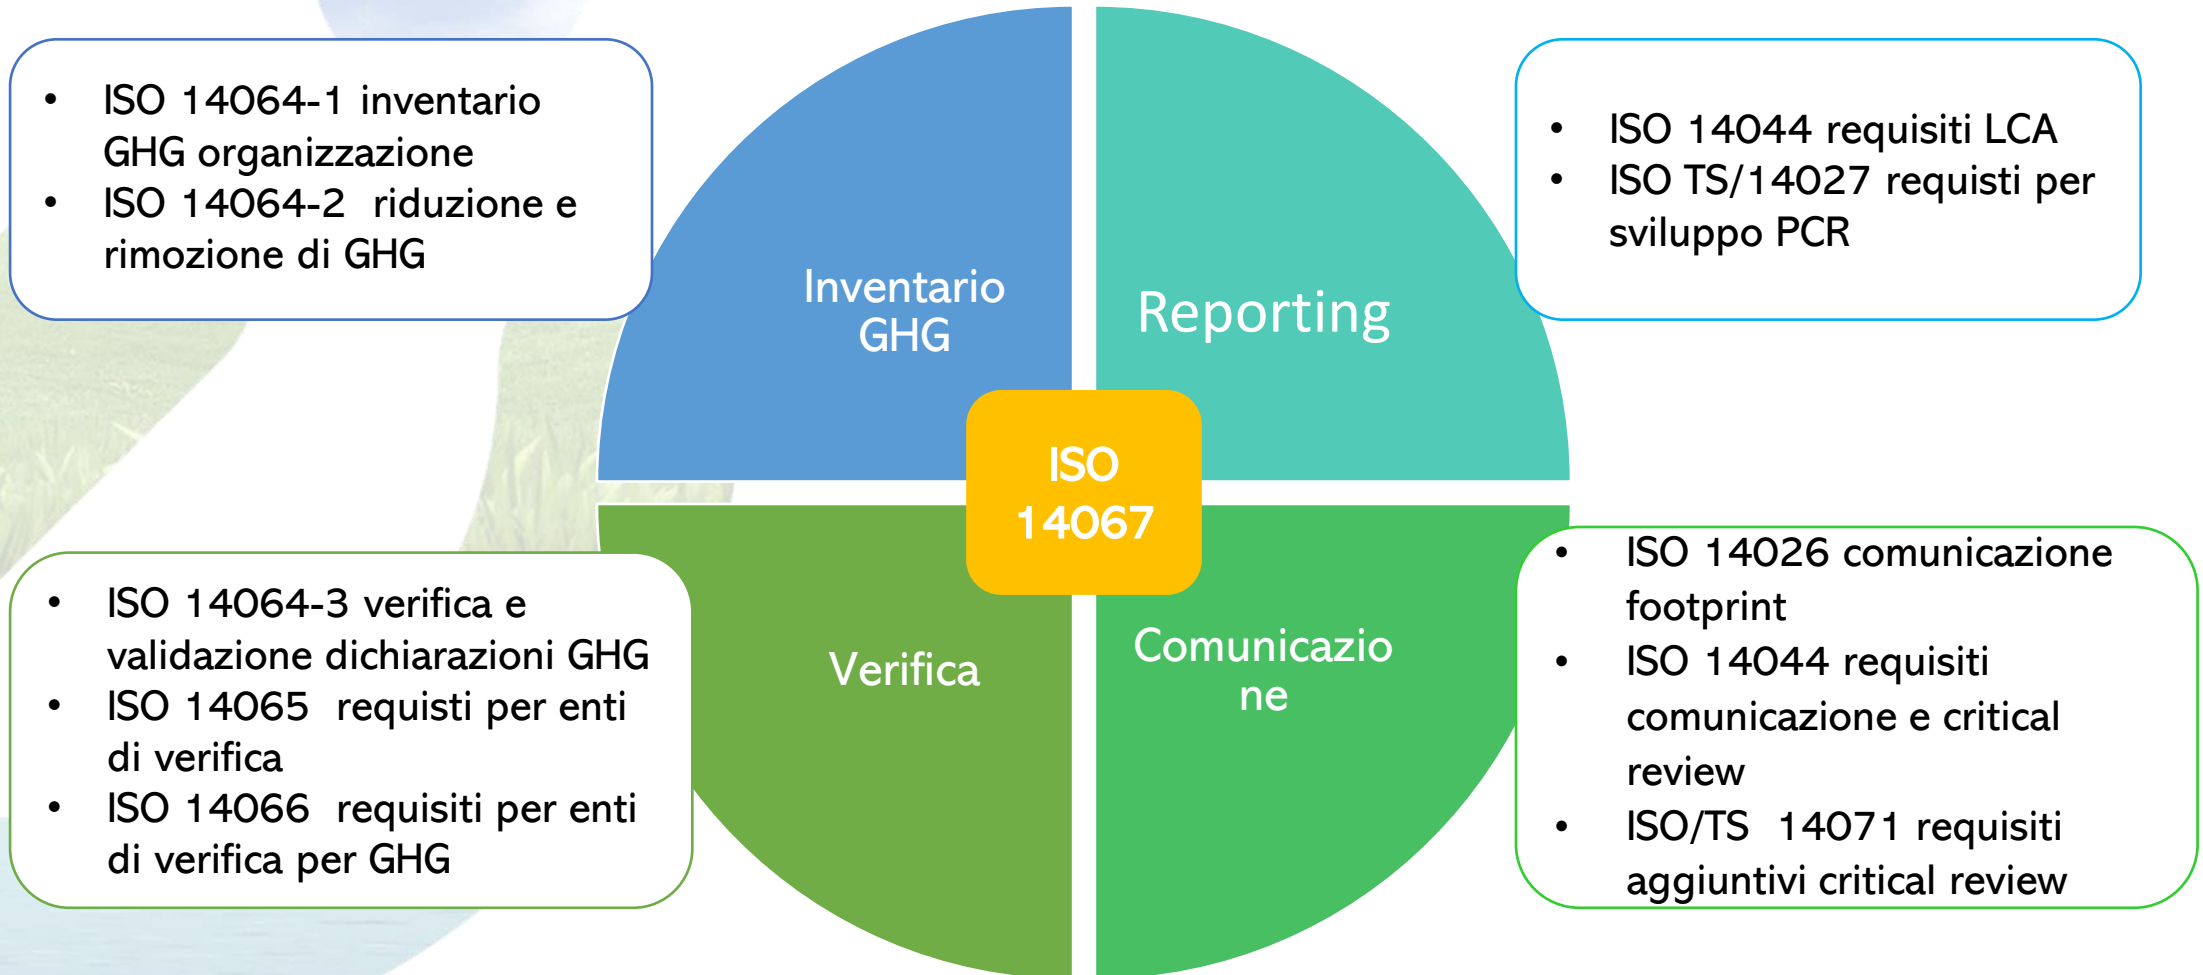 • ISO 14064-1 inventario
GHG organizzazione
• ISO 14064-2 riduzione e
rimozione di GHG
Inventario
GHG
Reporting
• ISO 14044 requisiti LCA
• ISO TS/14027 requisti per
sviluppo PCR
ISO
14067
• ISO 14064-3 verifica e
validazione dichiarazioni GHG
• ISO 14065 requisti per enti
di verifica
• ISO 14066 requisiti per enti
di verifica per GHG
Verifica
Comunicazio
ne
• ISO 14026 comunicazione
footprint
• ISO 14044 requisiti
comunicazione e critical
review
• ISO/TS 14071 requisiti
aggiuntivi critical review